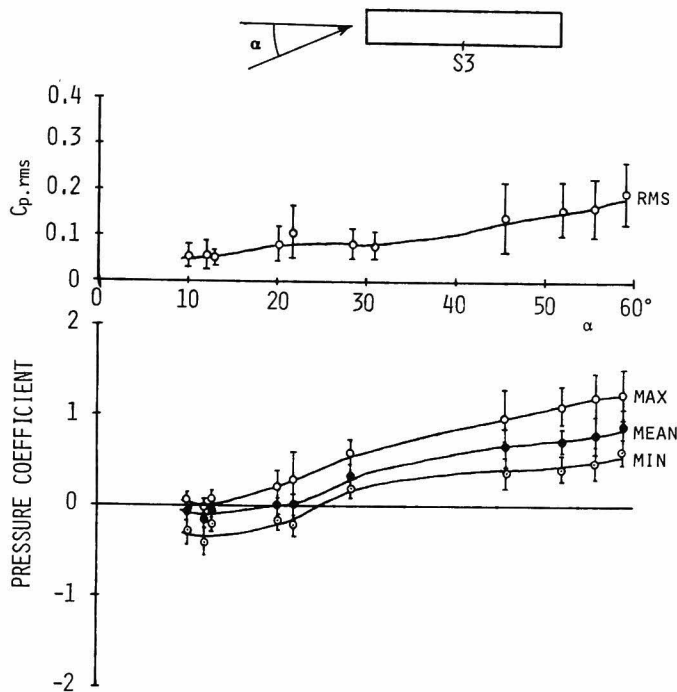 α
S3
0.4
0.3
0.2
0.1
0
Cp.rms
RMS
0 10 20 30 40 50 60°
α
2
1
0
-1
-2
PRESSURE COEFFICIENT
MAX
MEAN
MIN